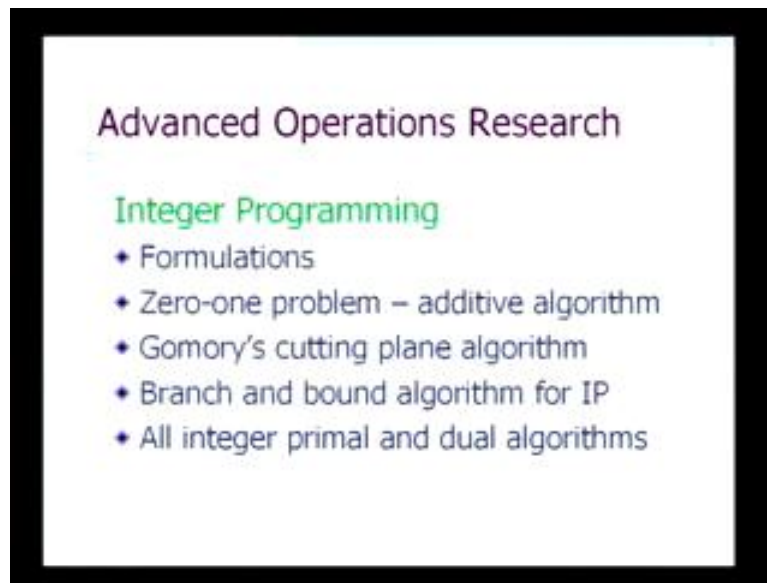 Advanced Operations Research
Integer Programming
◆ Formulations
◆ Zero-one problem – additive algorithm
◆ Gomory's cutting plane algorithm
◆ Branch and bound algorithm for IP
◆ All integer primal and dual algorithms